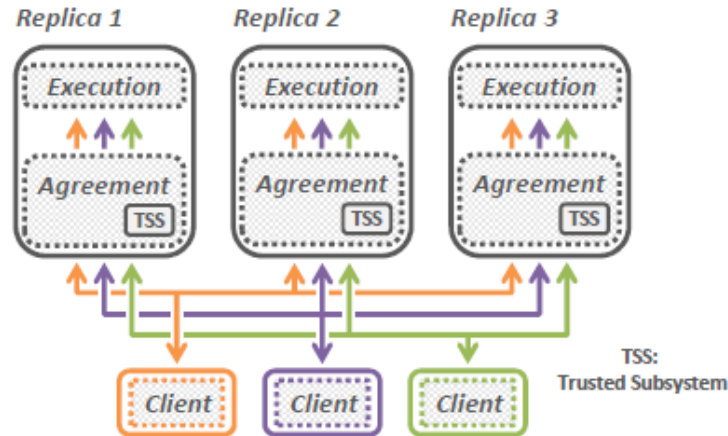 Replica 1 Replica 2 Replica 3
Execution Execution Execution
Agreement Agreement Agreement
TSS TSS TSS
TSS:
Trusted Subsystem
Client Client Client